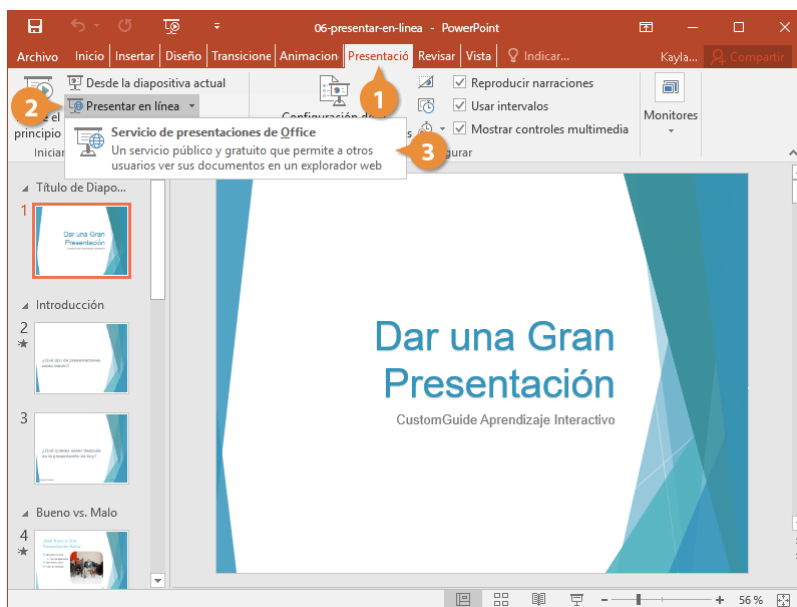 06-presentar-en-linea - PowerPoint
Archivo Inicio Insertar Diseño Transicione Animacion Presentació Revisar Vista Indicar... Kayla... Compartir
Desde la diapositiva actual
Presentar en línea
el
principio
Iniciar
Servicio de presentaciones de Office
Un servicio público y gratuito que permite a otros
usuarios ver sus documentos en un explorador web
1
2
3
Reproducir narraciones
Usar intervalos
Mostrar controles multimedia
Monitores
Título de Diapo...
1
Dar una Gran
Presentación
Introducción
2
¿Qué tipo de presentaciones
3
Bueno vs. Malo
4
Dar una Gran
Presentación
CustomGuide Aprendizaje Interactivo
56 %